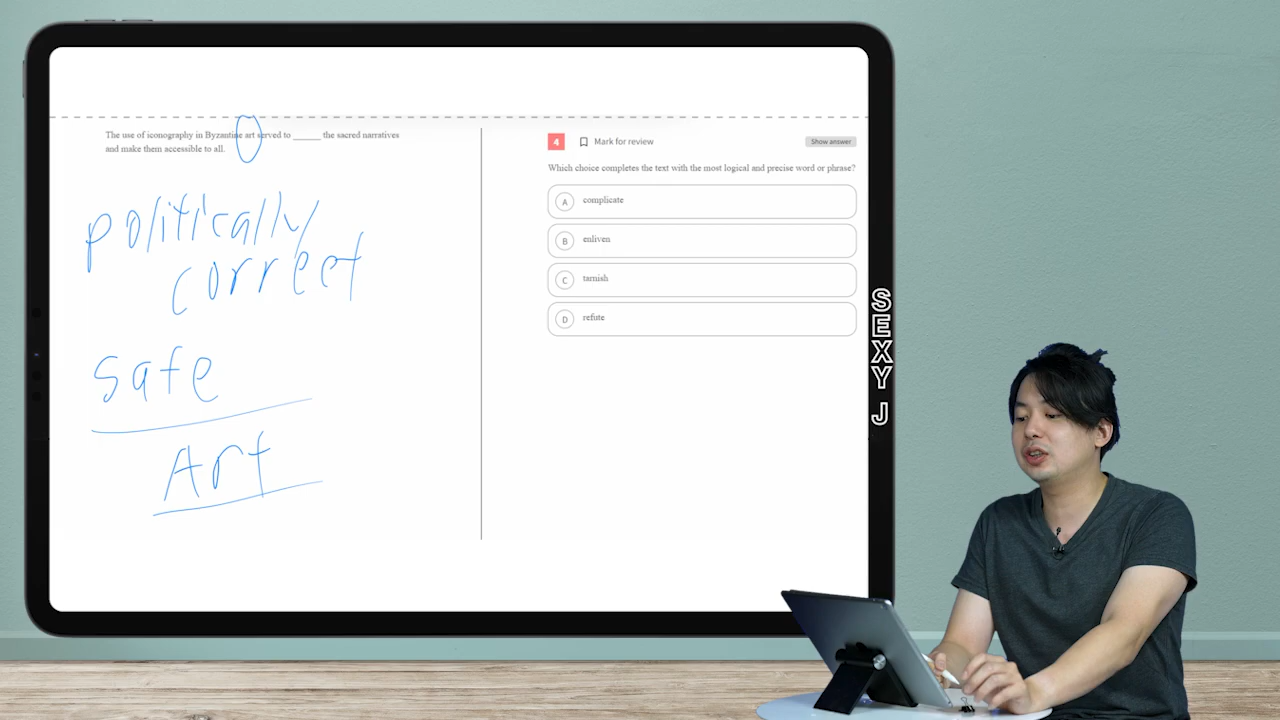 The use of iconography in Byzantine art served to ______ the sacred narratives
and make them accessible to all.
politically
correct
safe
Art
4 Mark for review Show answer
Which choice completes the text with the most logical and precise word or phrase?
A complicate
B enliven
C tarnish
D refute
SEXY J